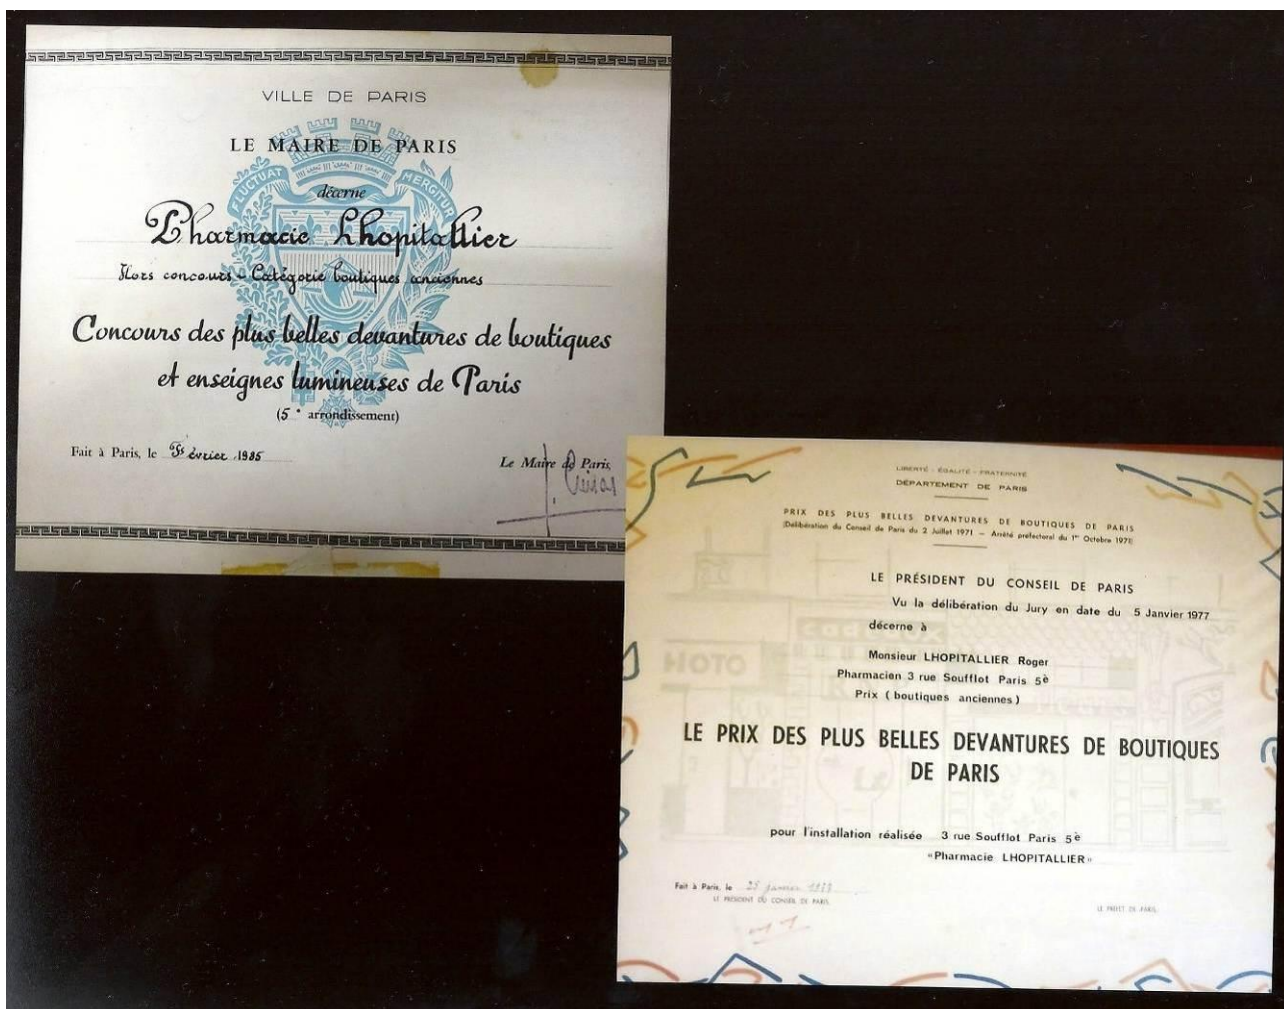 VILLE DE PARIS
LE MAIRE DE PARIS
FLUCTUAT MERGITUR
décerne
Pharmacie Lhopitallier
Hors concours - Catégorie boutiques anciennes
Concours des plus belles devantures de boutiques
et enseignes lumineuses de Paris
(5e arrondissement)
Fait à Paris, le Février 1985
Le Maire de Paris,
LIBERTÉ - ÉGALITÉ - FRATERNITÉ
DÉPARTEMENT DE PARIS
PRIX DES PLUS BELLES DEVANTURES DE BOUTIQUES DE PARIS
(Délibération du Conseil de Paris du 2 Juillet 1971 — Arrêté préfectoral du 1er Octobre 1971)
LE PRÉSIDENT DU CONSEIL DE PARIS
Vu la délibération du Jury en date du 5 Janvier 1977
décerne à
Monsieur LHOPITALLIER Roger
Pharmacien 3 rue Soufflot Paris 5è
Prix ( boutiques anciennes )
MOTO
LE PRIX DES PLUS BELLES DEVANTURES DE BOUTIQUES
DE PARIS
pour l'installation réalisée 3 rue Soufflot Paris 5è
"Pharmacie LHOPITALLIER"
Fait à Paris, le janvier
LE PRÉSIDENT DU CONSEIL DE PARIS,
LE PRÉFET DE PARIS,